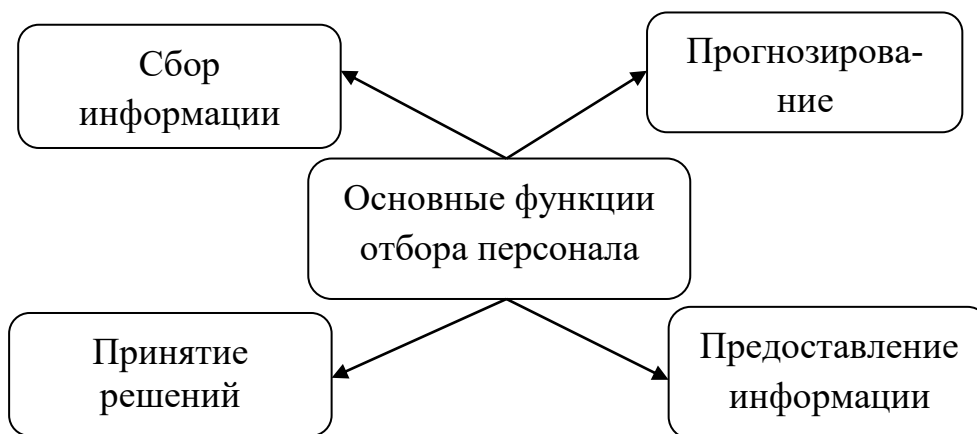 Сбор
информации
Прогнозирова-
ние
Основные функции
отбора персонала
Принятие
решений
Предоставление
информации